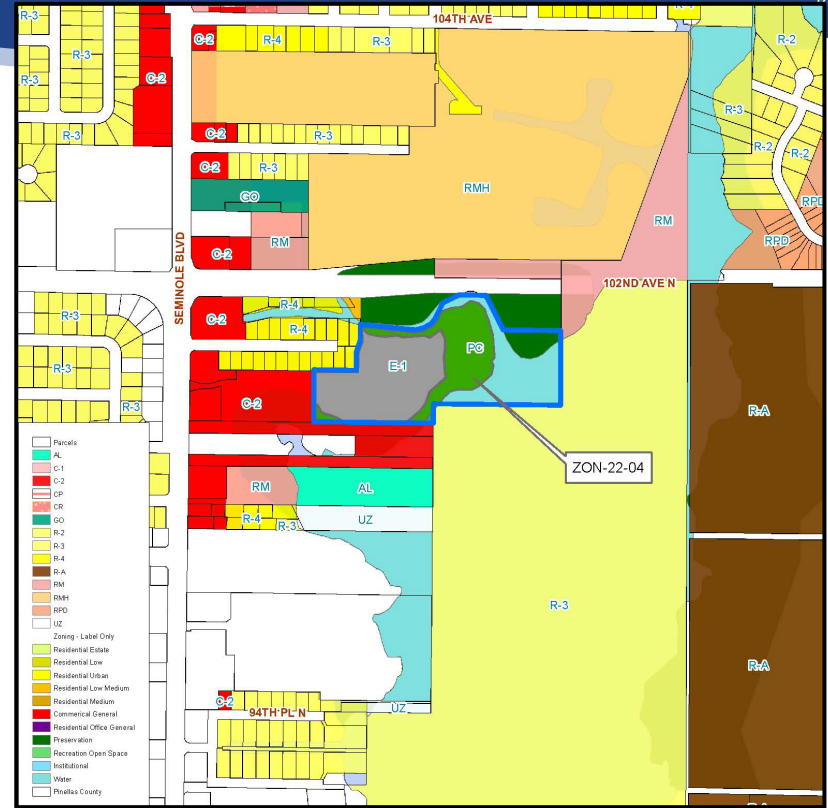 104TH AVE
R-3
R-3
R-3
C-2
R-3
C-2
R-4
R-3
R-2
R-3
R-2
R-2
C-2
R-3
C-2
R-3
RMH
GO
RM
RPD
RPD
C-2
RM
SEMINOLE BLVD
102ND AVE N
R-3
R-4
R-4
R-3
R-3
E-1
PC
C-2
R-A
ZON-22-04
RM
AL
R-4
R-3
UZ
R-3
R-A
C-2
94TH PL N
UZ
Parcels
AL
C-1
C-2
CP
CR
GO
R-2
R-3
R-4
R-A
RM
RMH
RPD
UZ
Zoning - Label Only
Residential Estate
Residential Low
Residential Urban
Residential Low Medium
Residential Medium
Commerical General
Residential Office General
Preservation
Recreation Open Space
Institutional
Water
Pinellas County